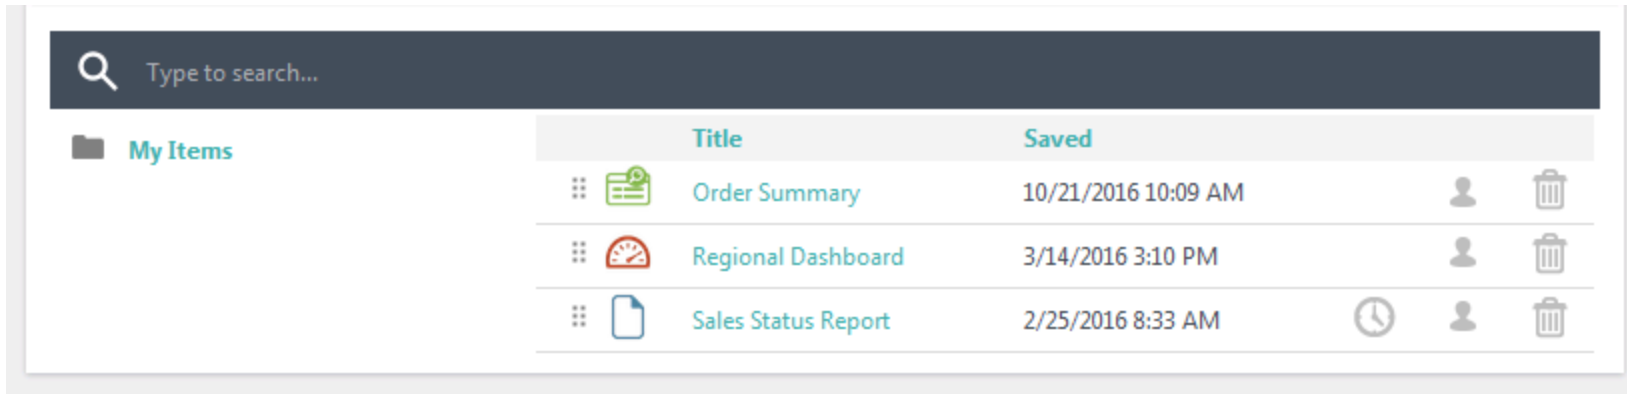 Type to search...
My Items
Title Saved
Order Summary 10/21/2016 10:09 AM
Regional Dashboard 3/14/2016 3:10 PM
Sales Status Report 2/25/2016 8:33 AM